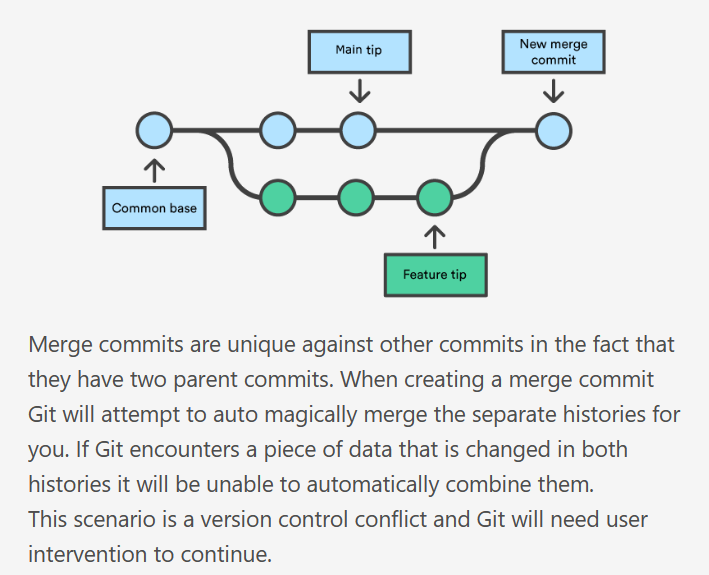 Main tip
New merge
commit
Common base
Feature tip
Merge commits are unique against other commits in the fact that
they have two parent commits. When creating a merge commit
Git will attempt to auto magically merge the separate histories for
you. If Git encounters a piece of data that is changed in both
histories it will be unable to automatically combine them.
This scenario is a version control conflict and Git will need user
intervention to continue.